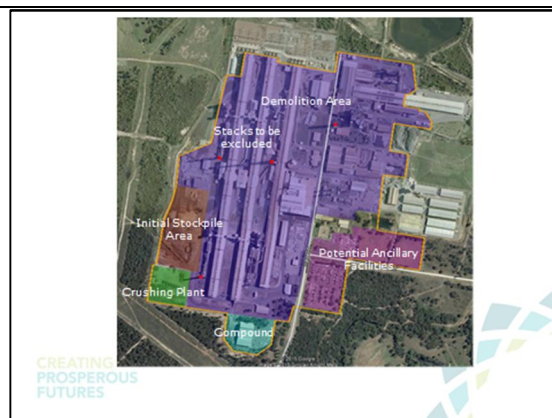 Demolition Area
Stacks to be
excluded
Initial Stockpile
Area
Potential Ancillary
Facilities
Crushing Plant
Compound
CREATING
PROSPEROUS
FUTURES